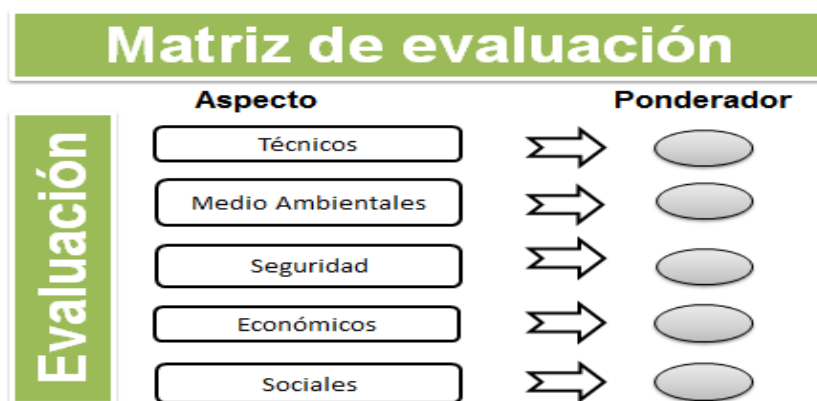 Matriz de evaluación
Aspecto Ponderador
Evaluación
Técnicos
Medio Ambientales
Seguridad
Económicos
Sociales